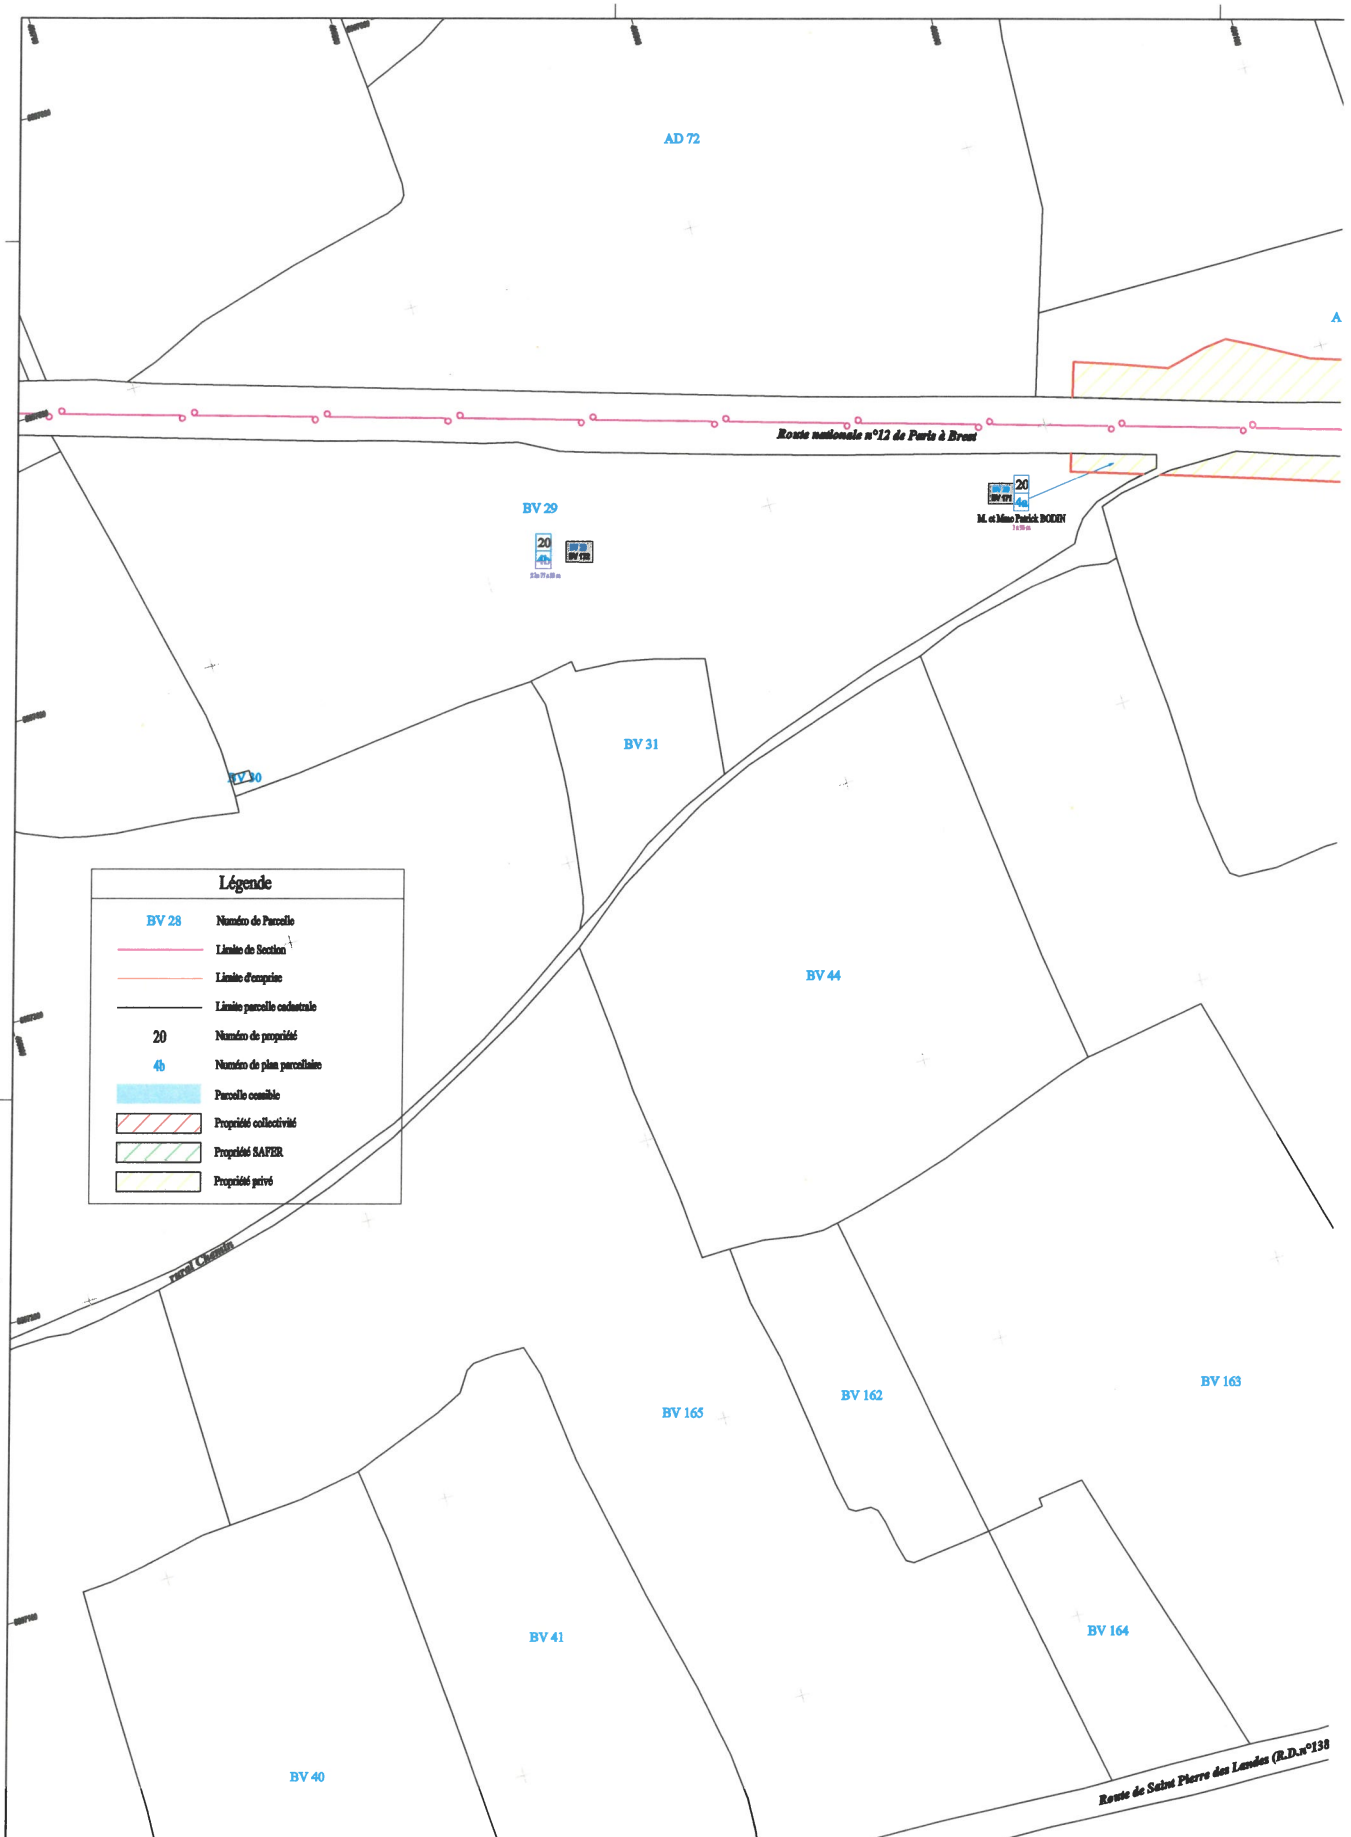 AD 72
A
Route nationale n°12 de Paris à Brest
BV 29
20
4a
BV 171
M. et Mme Patrick BODIN
20
4b
BV 172
BV 31
BV 30
Légende
BV 28 Numéro de Parcelle
Limite de Section
Limite d'emprise
Limite parcelle cadastrale
20 Numéro de propriété
4b Numéro de plan parcellaire
Parcelle cessible
Propriété collectivité
Propriété SAFER
Propriété privé
BV 44
rural Chemin
BV 165
BV 162
BV 163
BV 41
BV 164
BV 40
Route de Saint Pierre des Landes (R.D.n°138